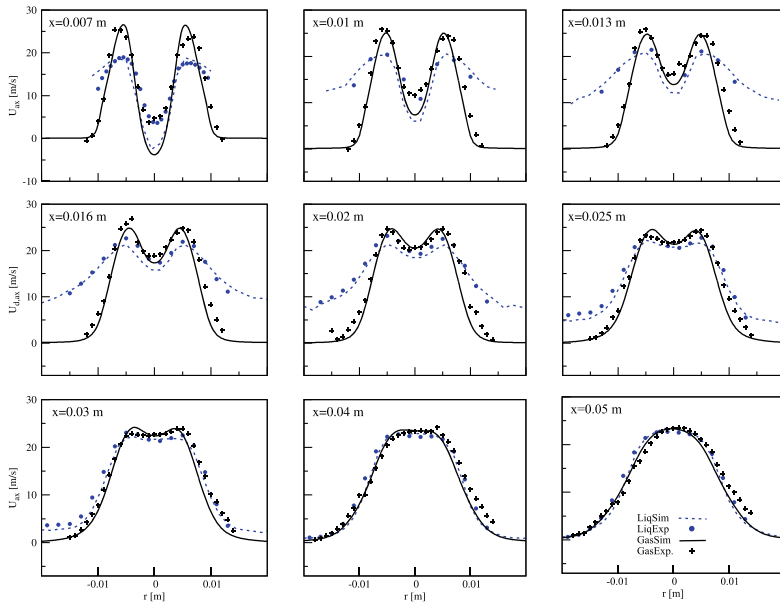 x=0.007 m
x=0.01 m
x=0.013 m
30
20
10
0
-10
U_ax [m/s]
x=0.016 m
x=0.02 m
x=0.025 m
30
20
10
0
U_d,ax [m/s]
x=0.03 m
x=0.04 m
x=0.05 m
30
20
10
0
U_ax [m/s]
LiqSim
LiqExp
GasSim
GasExp.
-0.01 0 0.01
-0.01 0 0.01
-0.01 0 0.01
r [m]
r [m]
r [m]